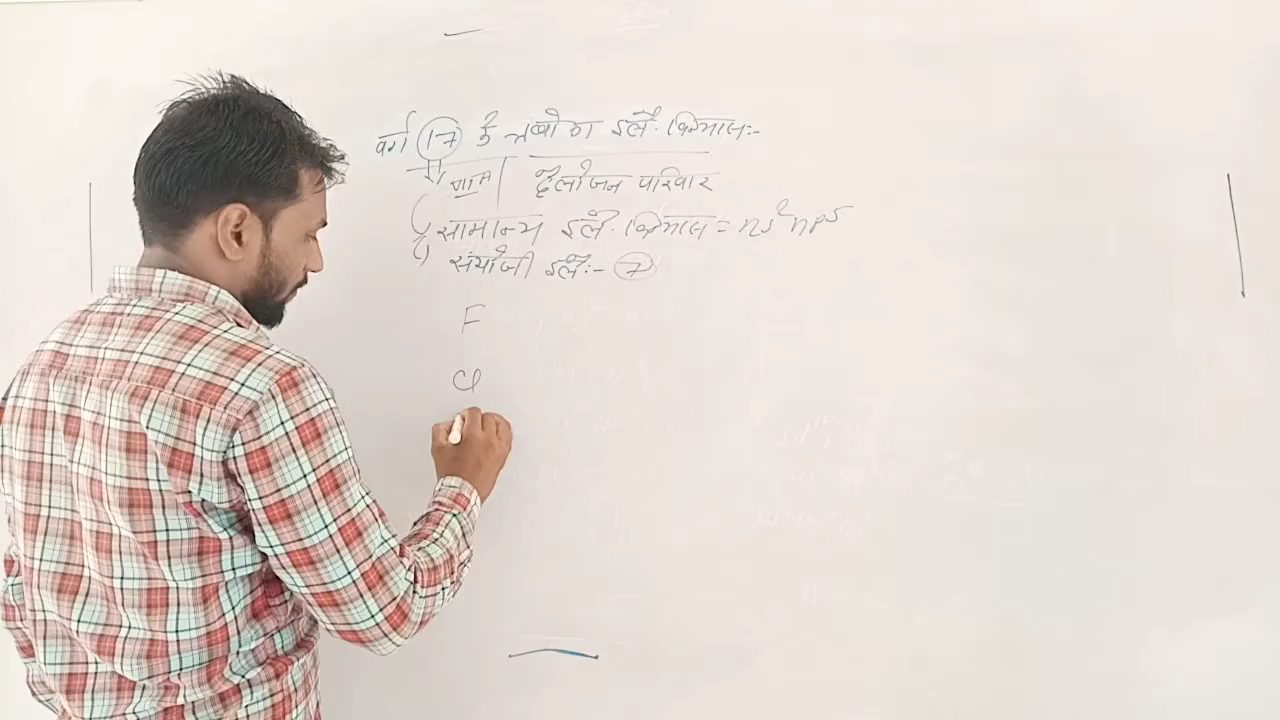 वर्ग 17 के तत्वों का इलै. विन्यास:-
नाम हैलोजन परिवार
सामान्य इलै. विन्यास = ns² np5
संयोजी इलै:- 7
F
Cl